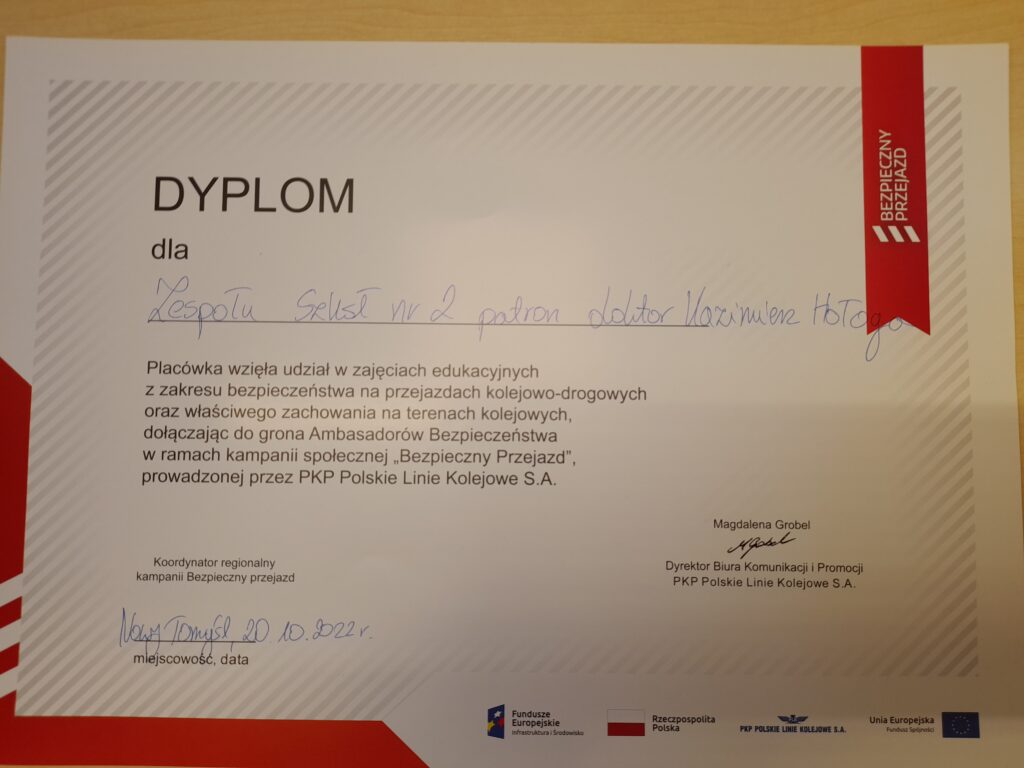 BEZPIECZNY
PRZEJAZD
DYPLOM
dla
Zespołu Szkół nr 2 patron doktor Kazimierz Hołoga
Placówka wzięła udział w zajęciach edukacyjnych
z zakresu bezpieczeństwa na przejazdach kolejowo-drogowych
oraz właściwego zachowania na terenach kolejowych,
dołączając do grona Ambasadorów Bezpieczeństwa
w ramach kampanii społecznej „Bezpieczny Przejazd”,
prowadzonej przez PKP Polskie Linie Kolejowe S.A.
Magdalena Grobel
MGrobel
Dyrektor Biura Komunikacji i Promocji
PKP Polskie Linie Kolejowe S.A.
Koordynator regionalny
kampanii Bezpieczny przejazd
Nowy Tomyśl, 20.10.2022 r.
miejscowość, data
Fundusze
Europejskie
Infrastruktura i Środowisko
Rzeczpospolita
Polska
PKP POLSKIE LINIE KOLEJOWE S.A.
Unia Europejska
Fundusz Spójności